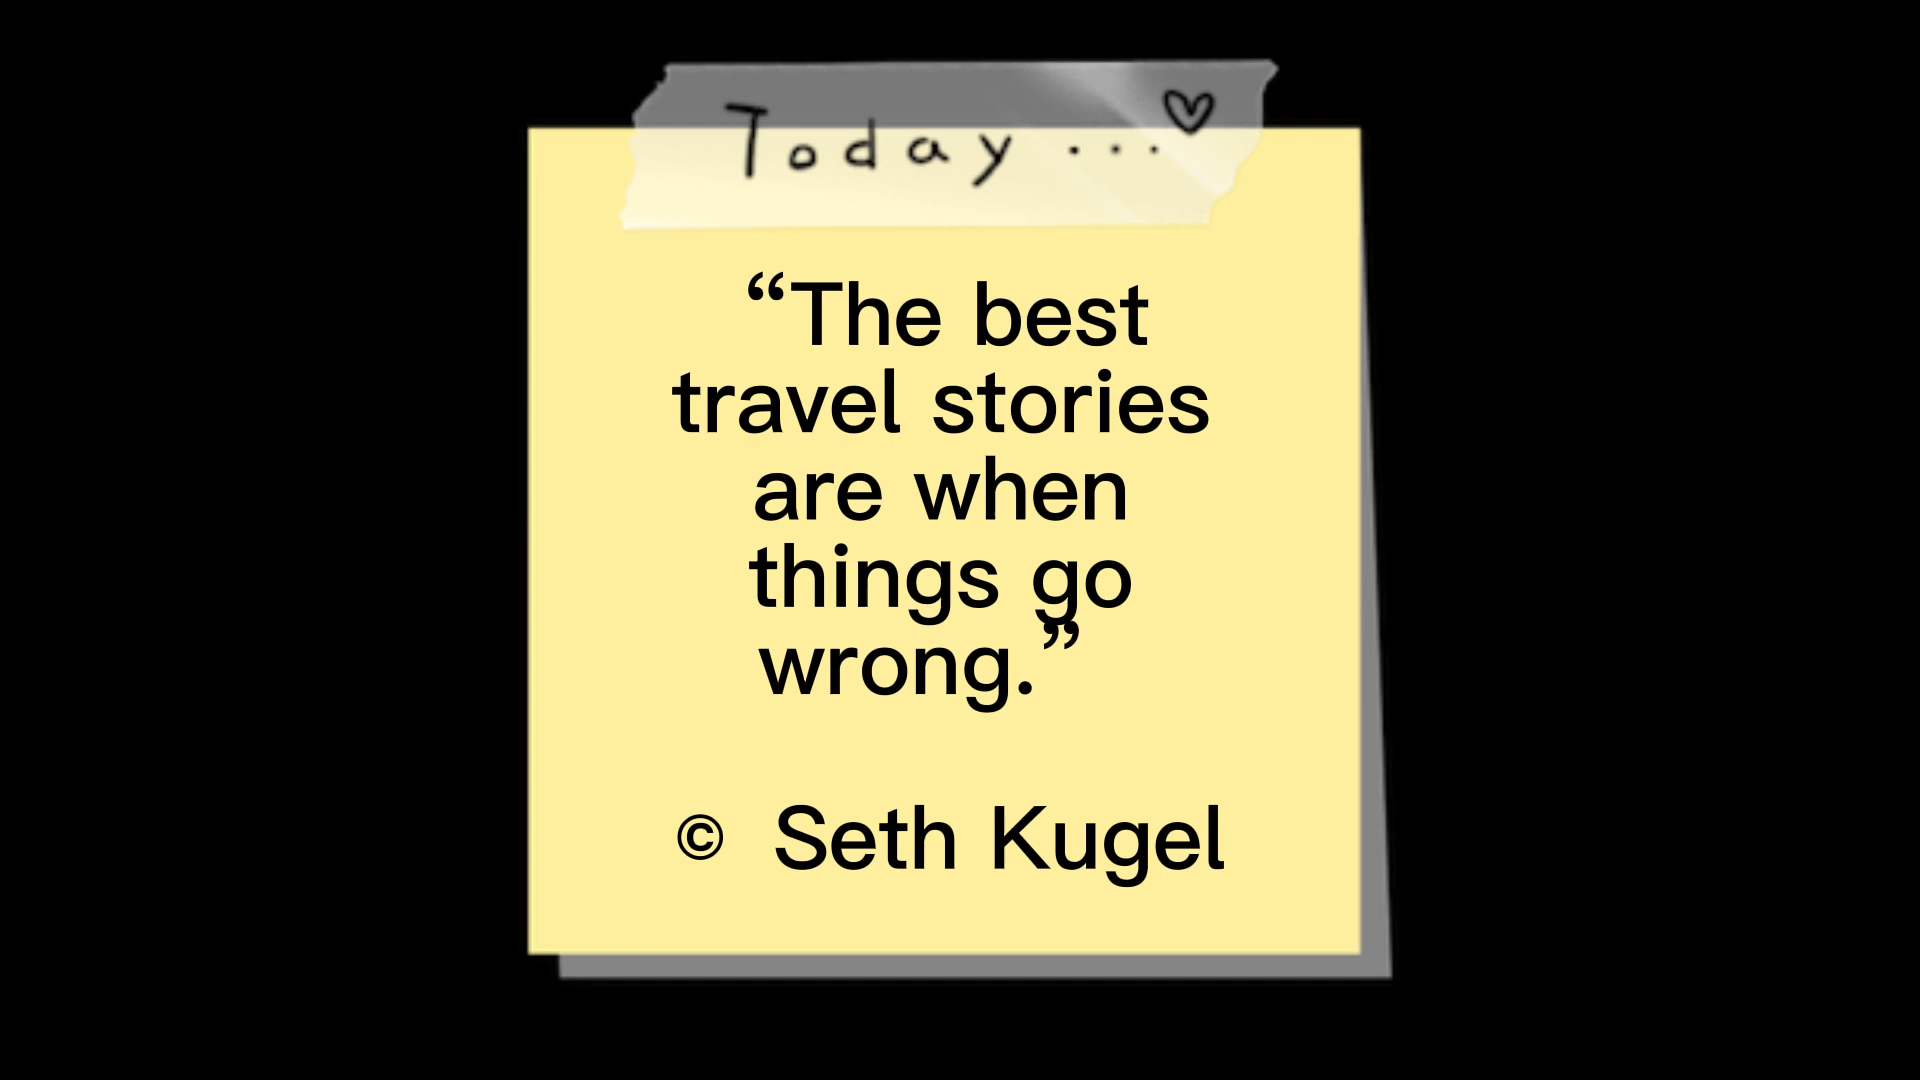 Today ...♡
“The best
travel stories
are when
things go
wrong.”
© Seth Kugel